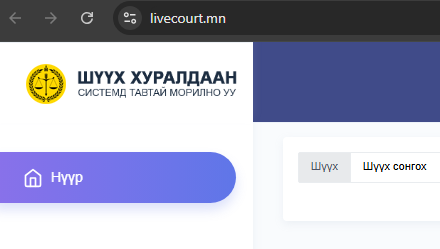 livecourt.mn
ШҮҮХ ХУРАЛДААН
СИСТЕМД ТАВТАЙ МОРИЛНО УУ
Нүүр
Шүүх
Шүүх сонгох